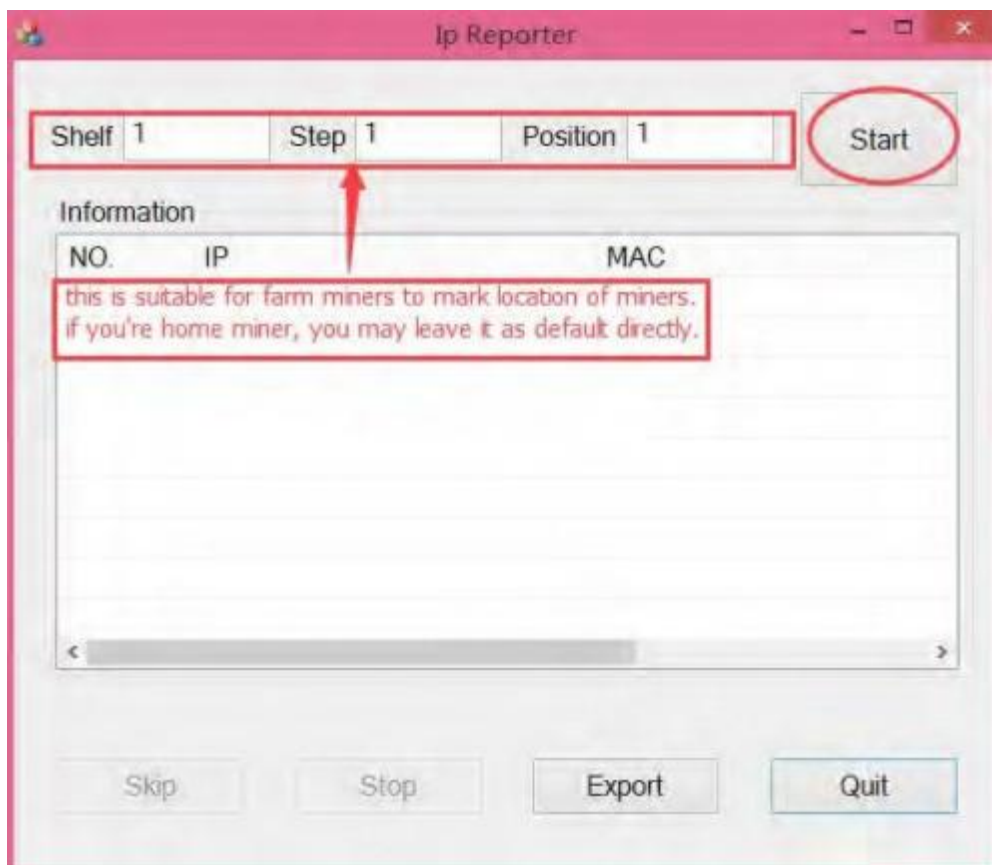 Ip Reporter
Shelf 1 Step 1 Position 1 Start
Information
NO. IP MAC
this is suitable for farm miners to mark location of miners.
if you're home miner, you may leave it as default directly.
Skip Stop Export Quit